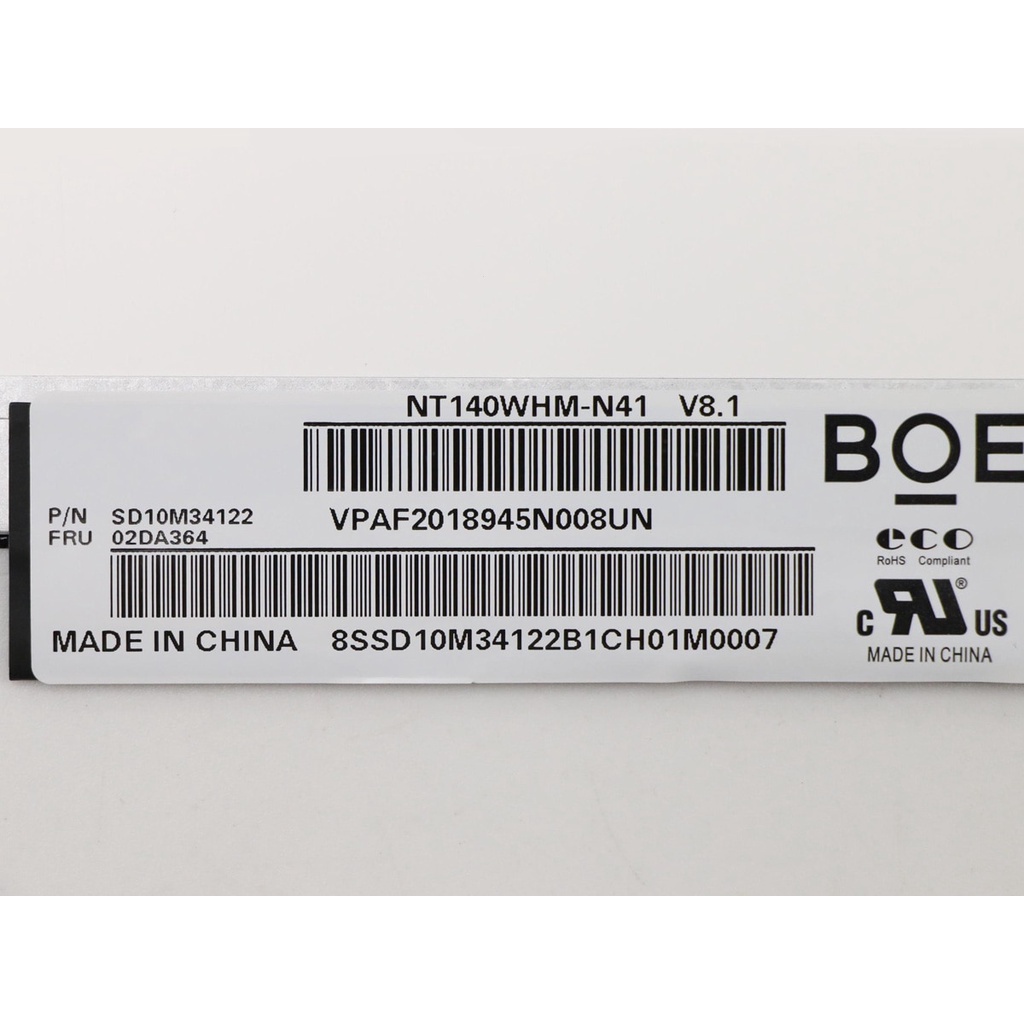 NT140WHM-N41 V8.1
BOE
P/N SD10M34122
VPAF2018945N008UN
FRU 02DA364
eco
RoHS Compliant
MADE IN CHINA 8SSD10M34122B1CH01M0007
C RU ® US
MADE IN CHINA